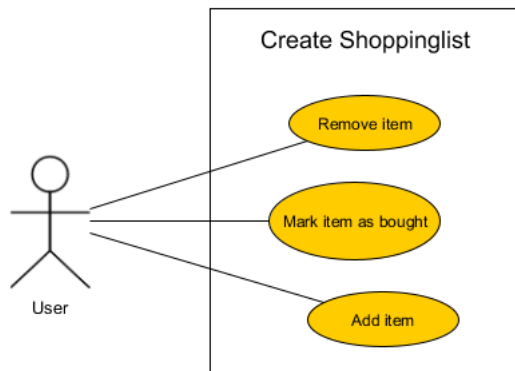 Create Shoppinglist
Remove item
Mark item as bought
User
Add item